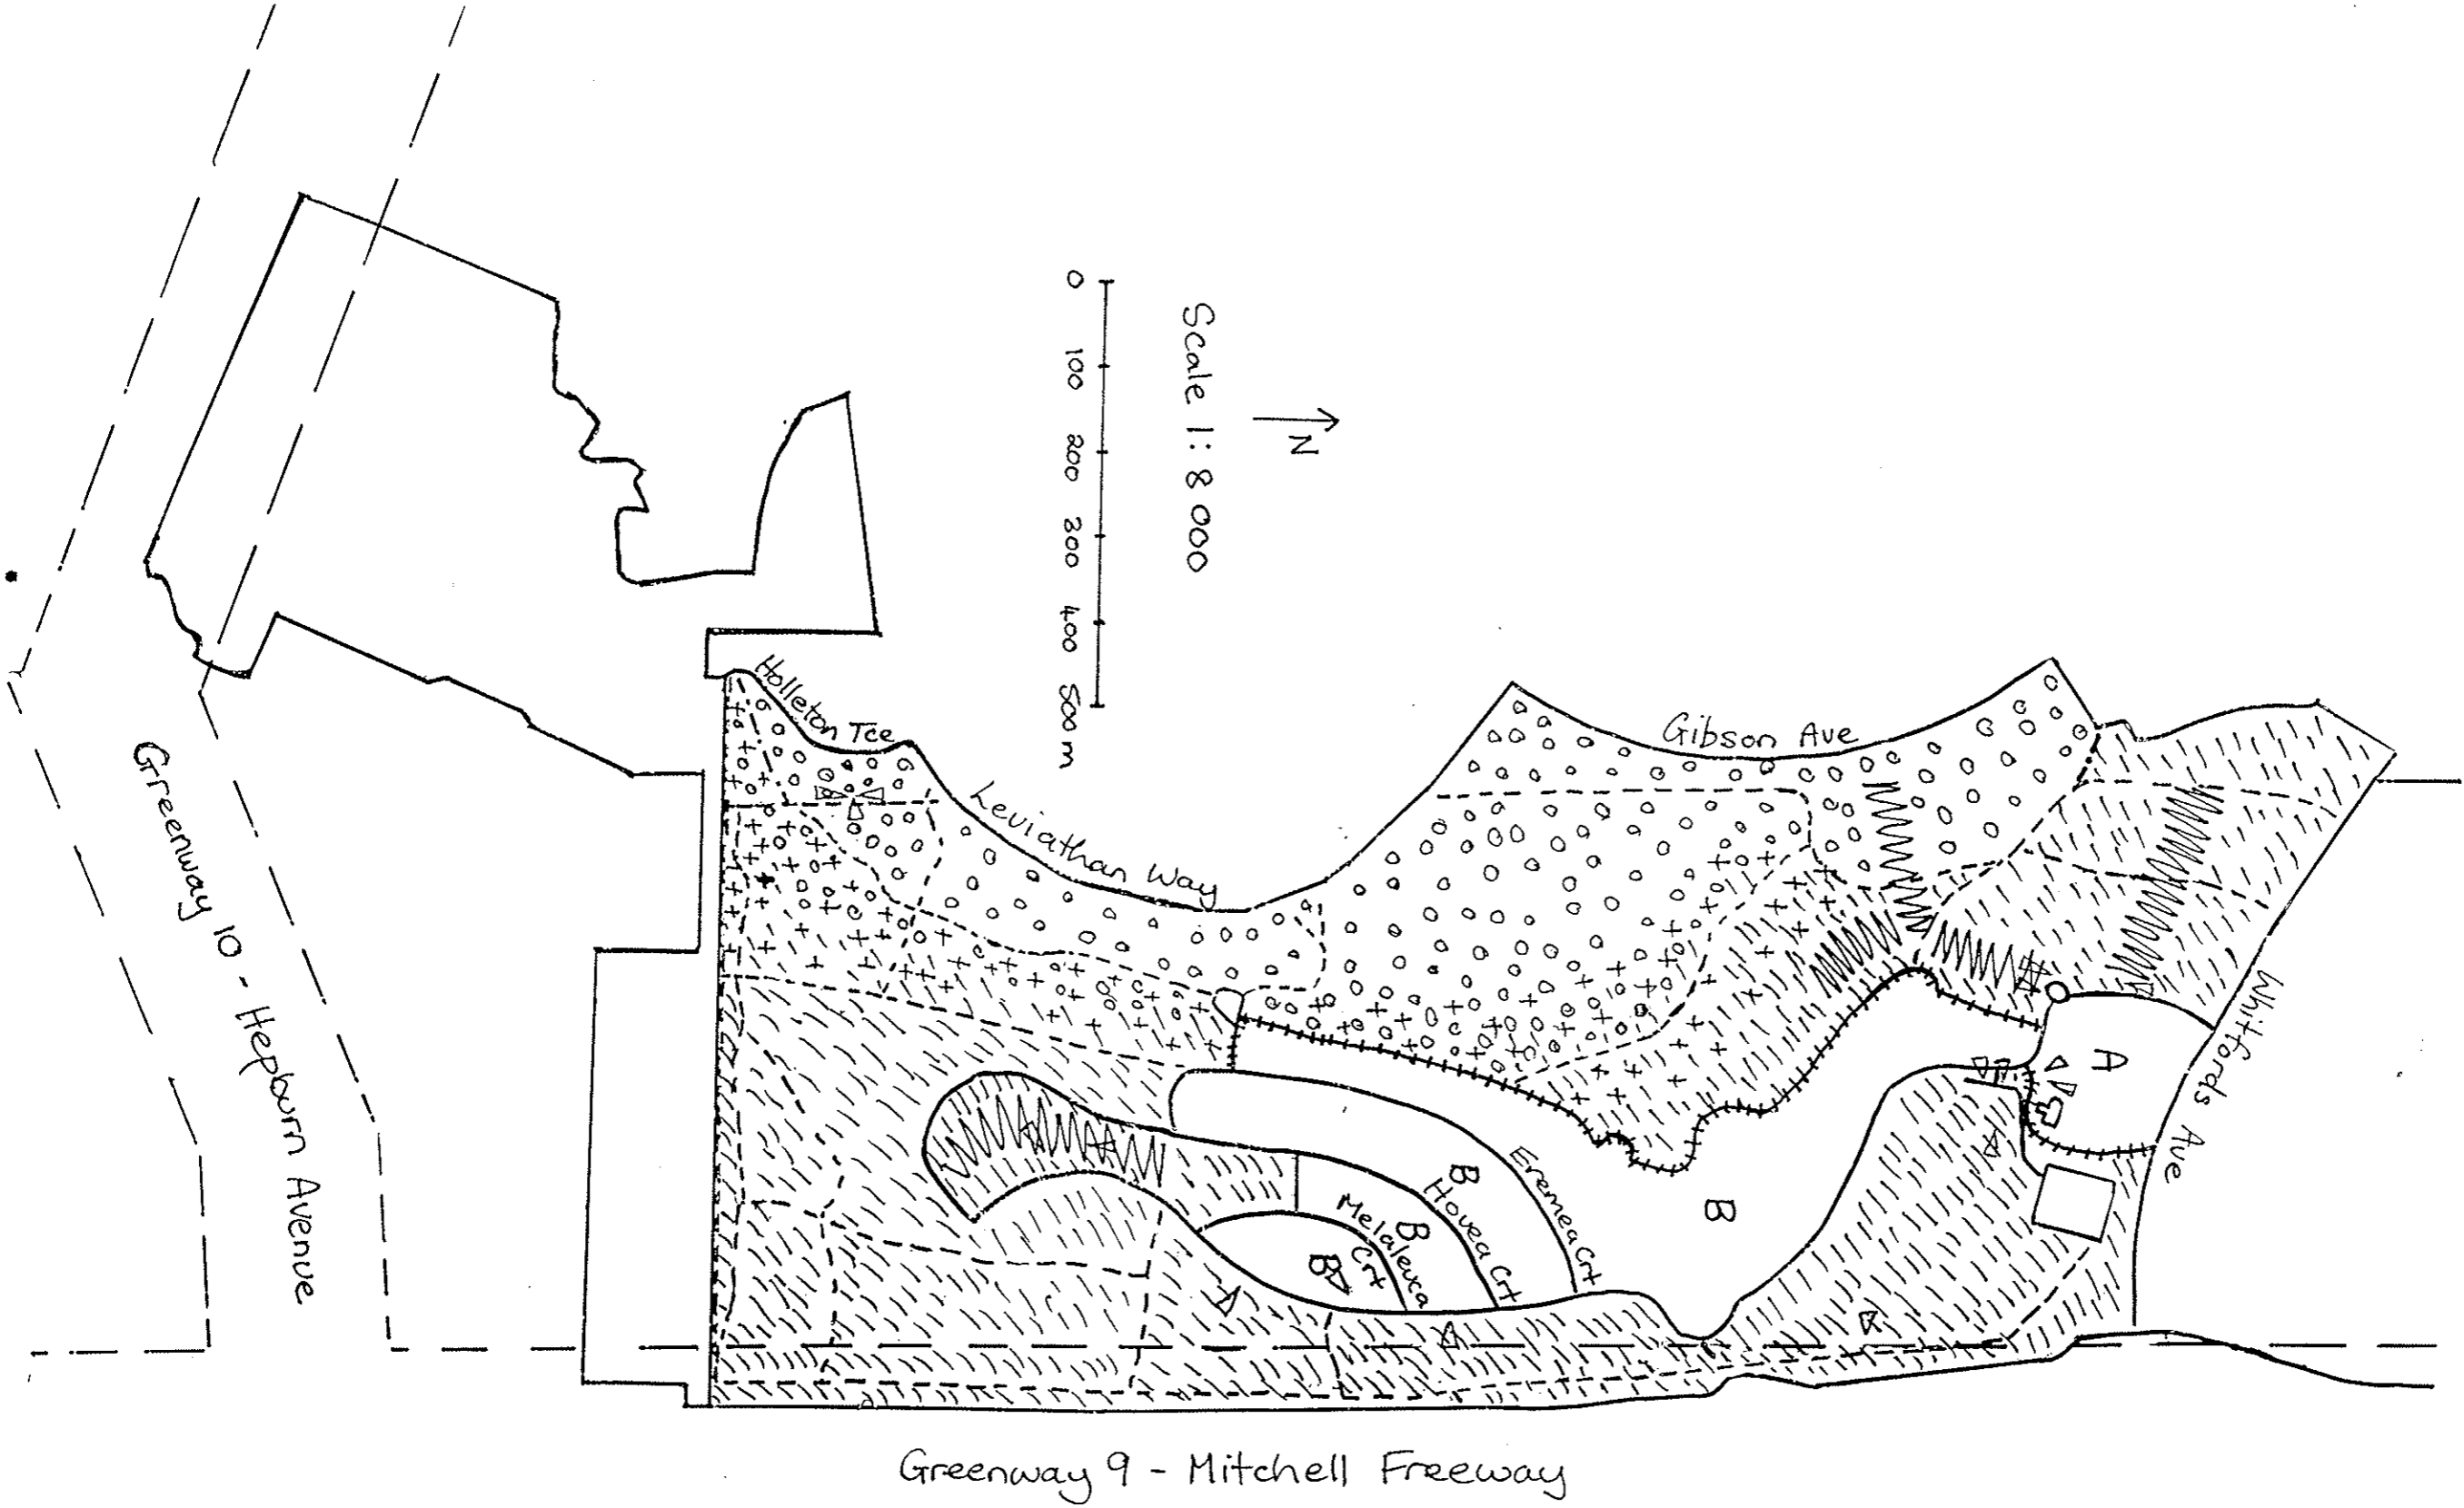 Scale 1: 8 000
N
0
100
200
200
400
500 m
Holleton Tce
Leviathan Way
Gibson Ave
Whitfords Ave
A
B
Eremea Crt
B
Hovea Crt
B
Melaleuca Crt
B
Greenway 10 - Hepburn Avenue
Greenway 9 - Mitchell Freeway